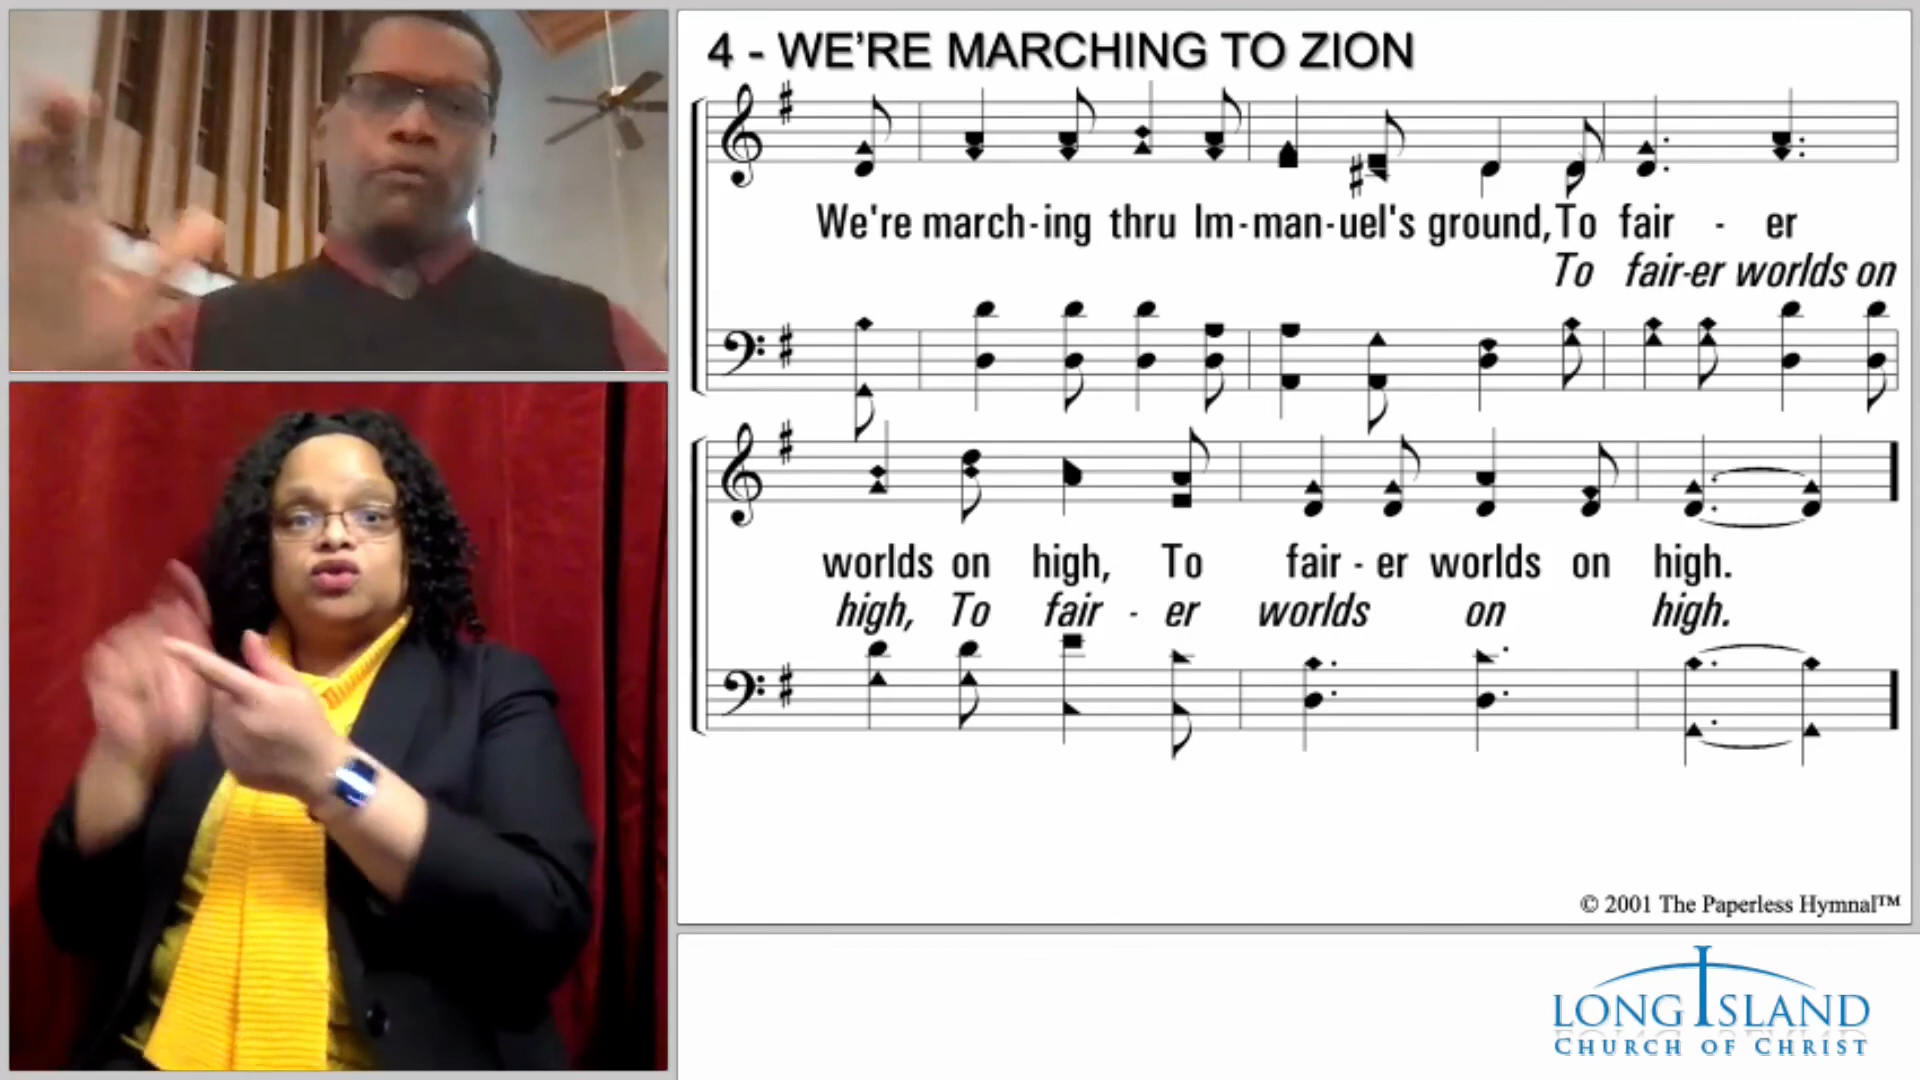 4 - WE'RE MARCHING TO ZION
We're march-ing thru Im-man-uel's ground, To fair - er
To fair-er worlds on
worlds on high, To fair - er worlds on high.
high, To fair - er worlds on high.
© 2001 The Paperless Hymnal™
LONG ISLAND
CHURCH OF CHRIST